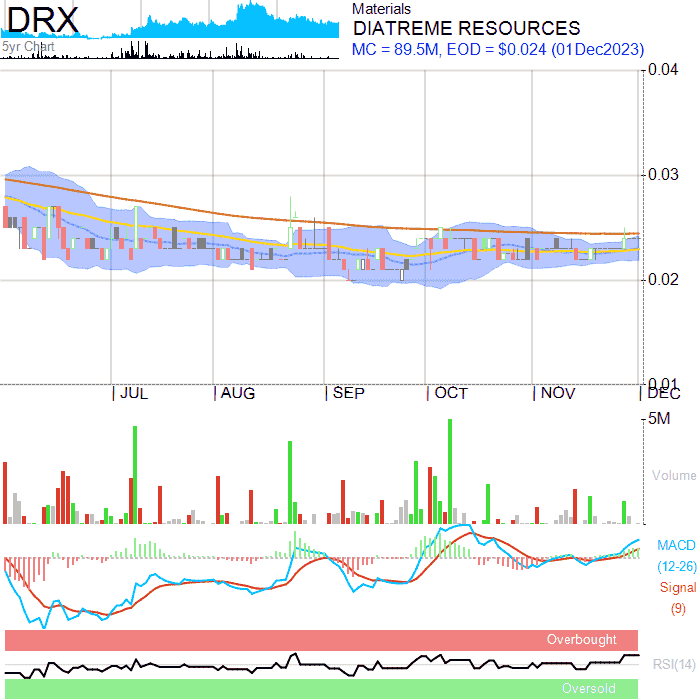 DRX
5yr Chart
Materials
DIATREME RESOURCES
MC = 89.5M, EOD = $0.024 (01Dec2023)
0.04
0.03
0.02
0.01
JUL
AUG
SEP
OCT
NOV
DEC
5M
Volume
MACD
(12-26)
Signal
(9)
Overbought
RSI(14)
Oversold